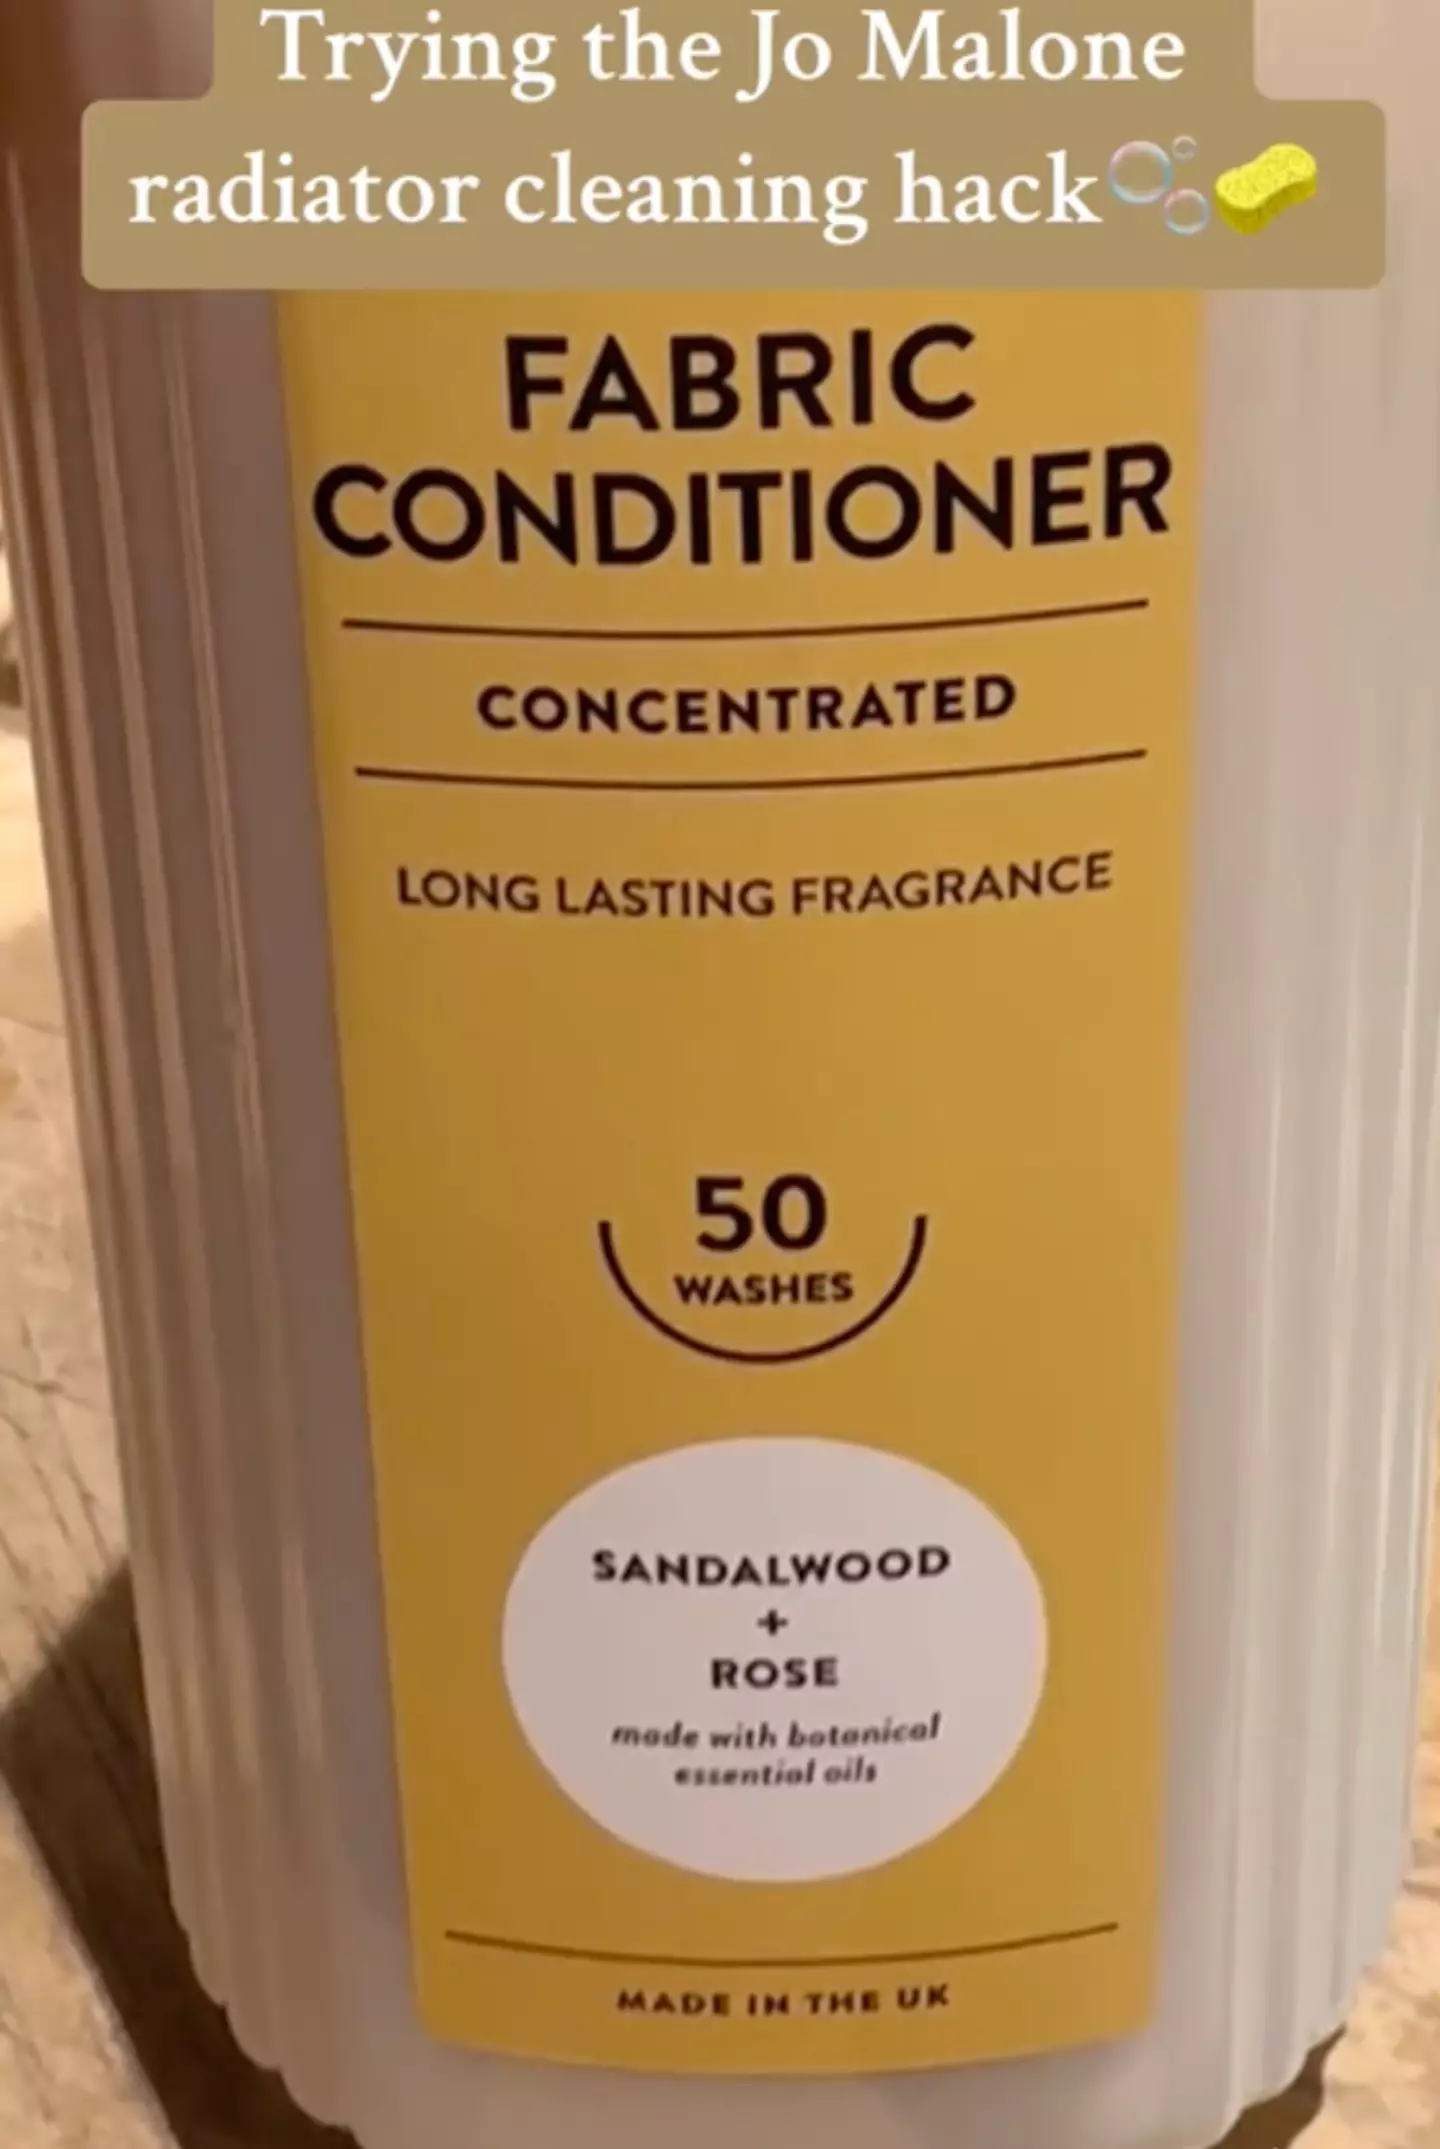 Trying the Jo Malone
radiator cleaning hack🫧🧽
FABRIC
CONDITIONER
CONCENTRATED
LONG LASTING FRAGRANCE
50
WASHES
SANDALWOOD
+
ROSE
made with botanical
essential oils
MADE IN THE UK